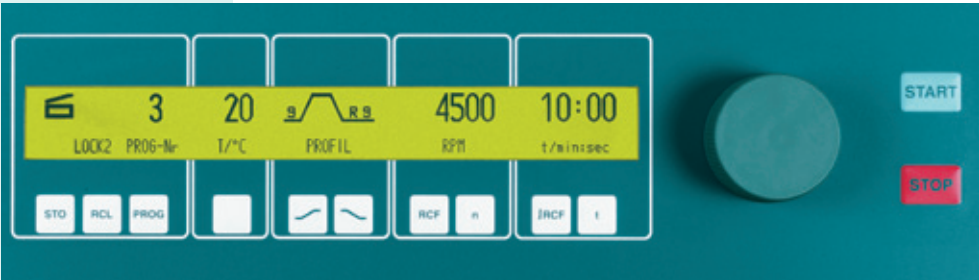 3 20 9 R9 4500 10:00
LOCK2 PROG-Nr T/°C PROFIL RPM t/min:sec
STO RCL PROG RCF n ∫RCF t
START
STOP